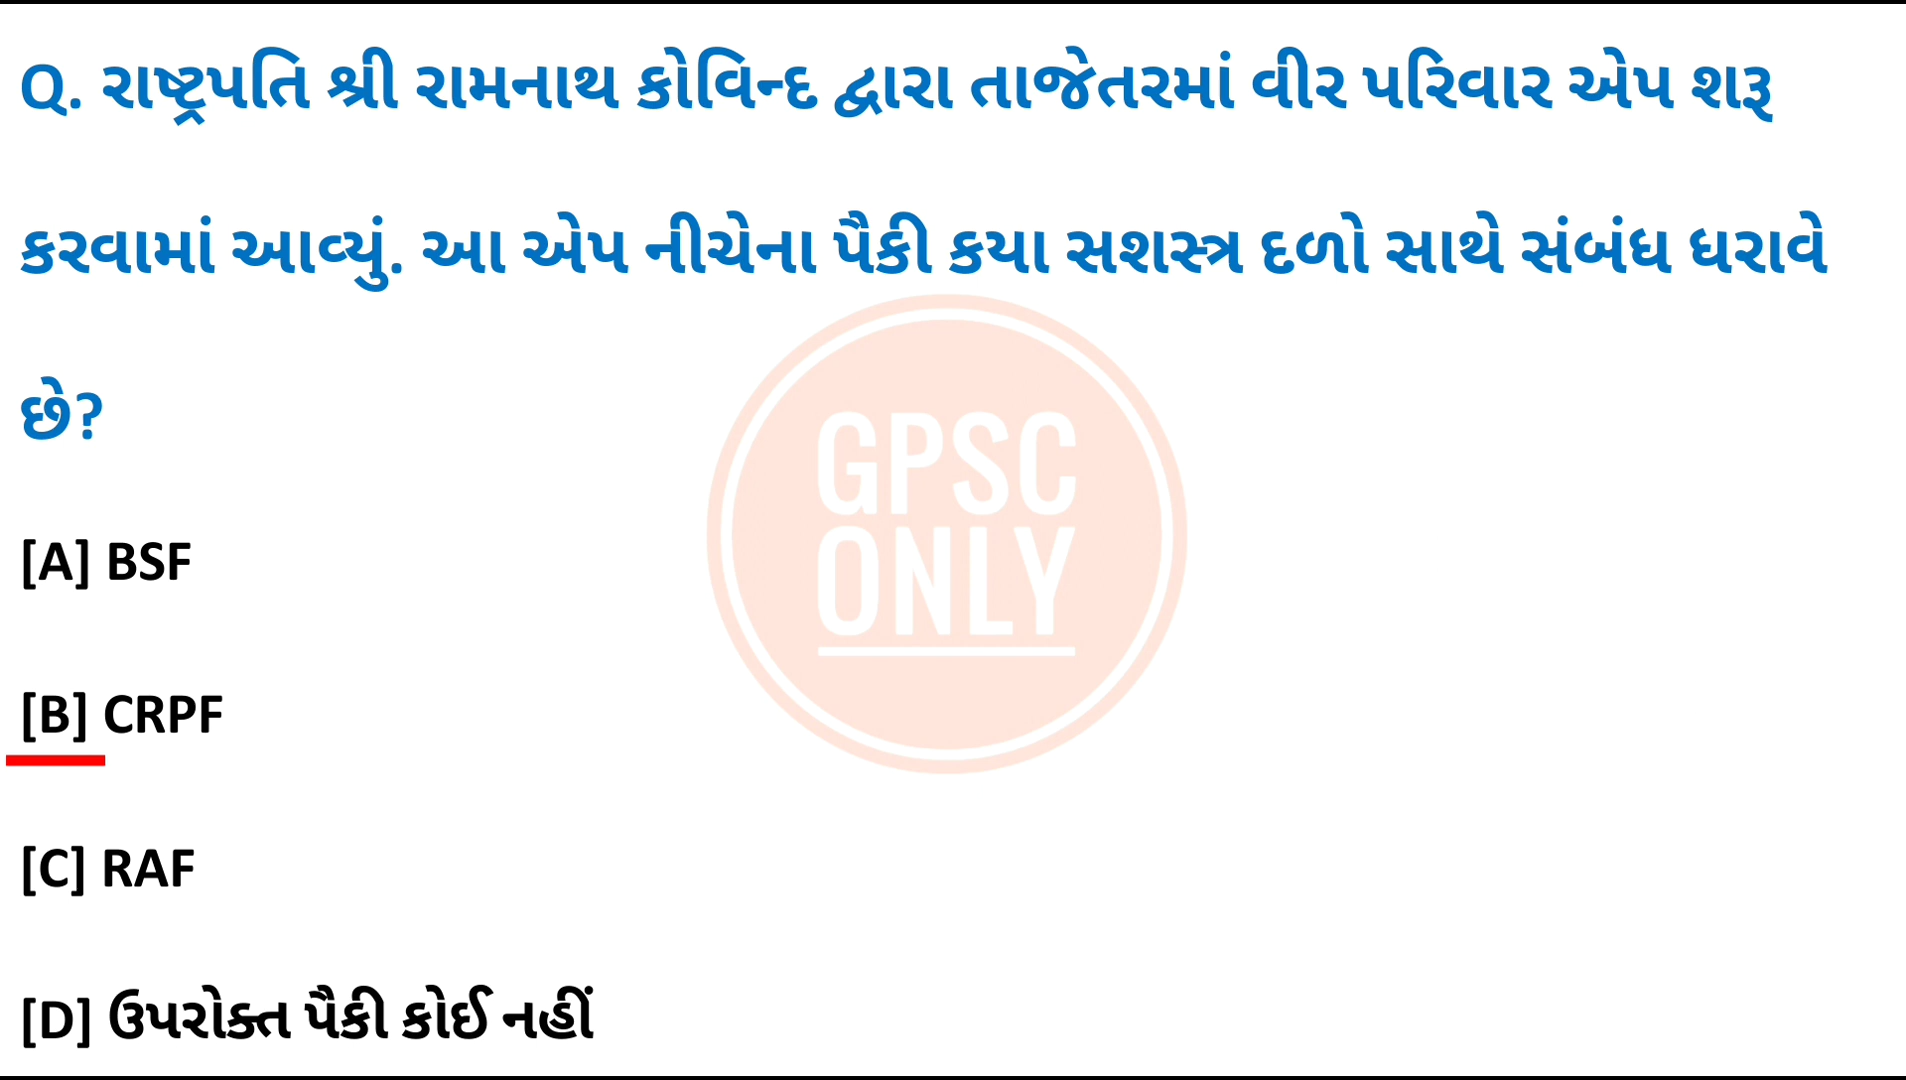 Q. રાષ્ટ્રપતિ શ્રી રામનાથ કોવિન્દ દ્વારા તાજેતરમાં વીર પરિવાર એપ શરૂ
કરવામાં આવ્યું. આ એપ નીચેના પૈકી કયા સશસ્ત્ર દળો સાથે સંબંધ ધરાવે
છે?
GPSC
ONLY
[A] BSF
[B] CRPF
[C] RAF
[D] ઉપરોક્ત પૈકી કોઈ નહીં